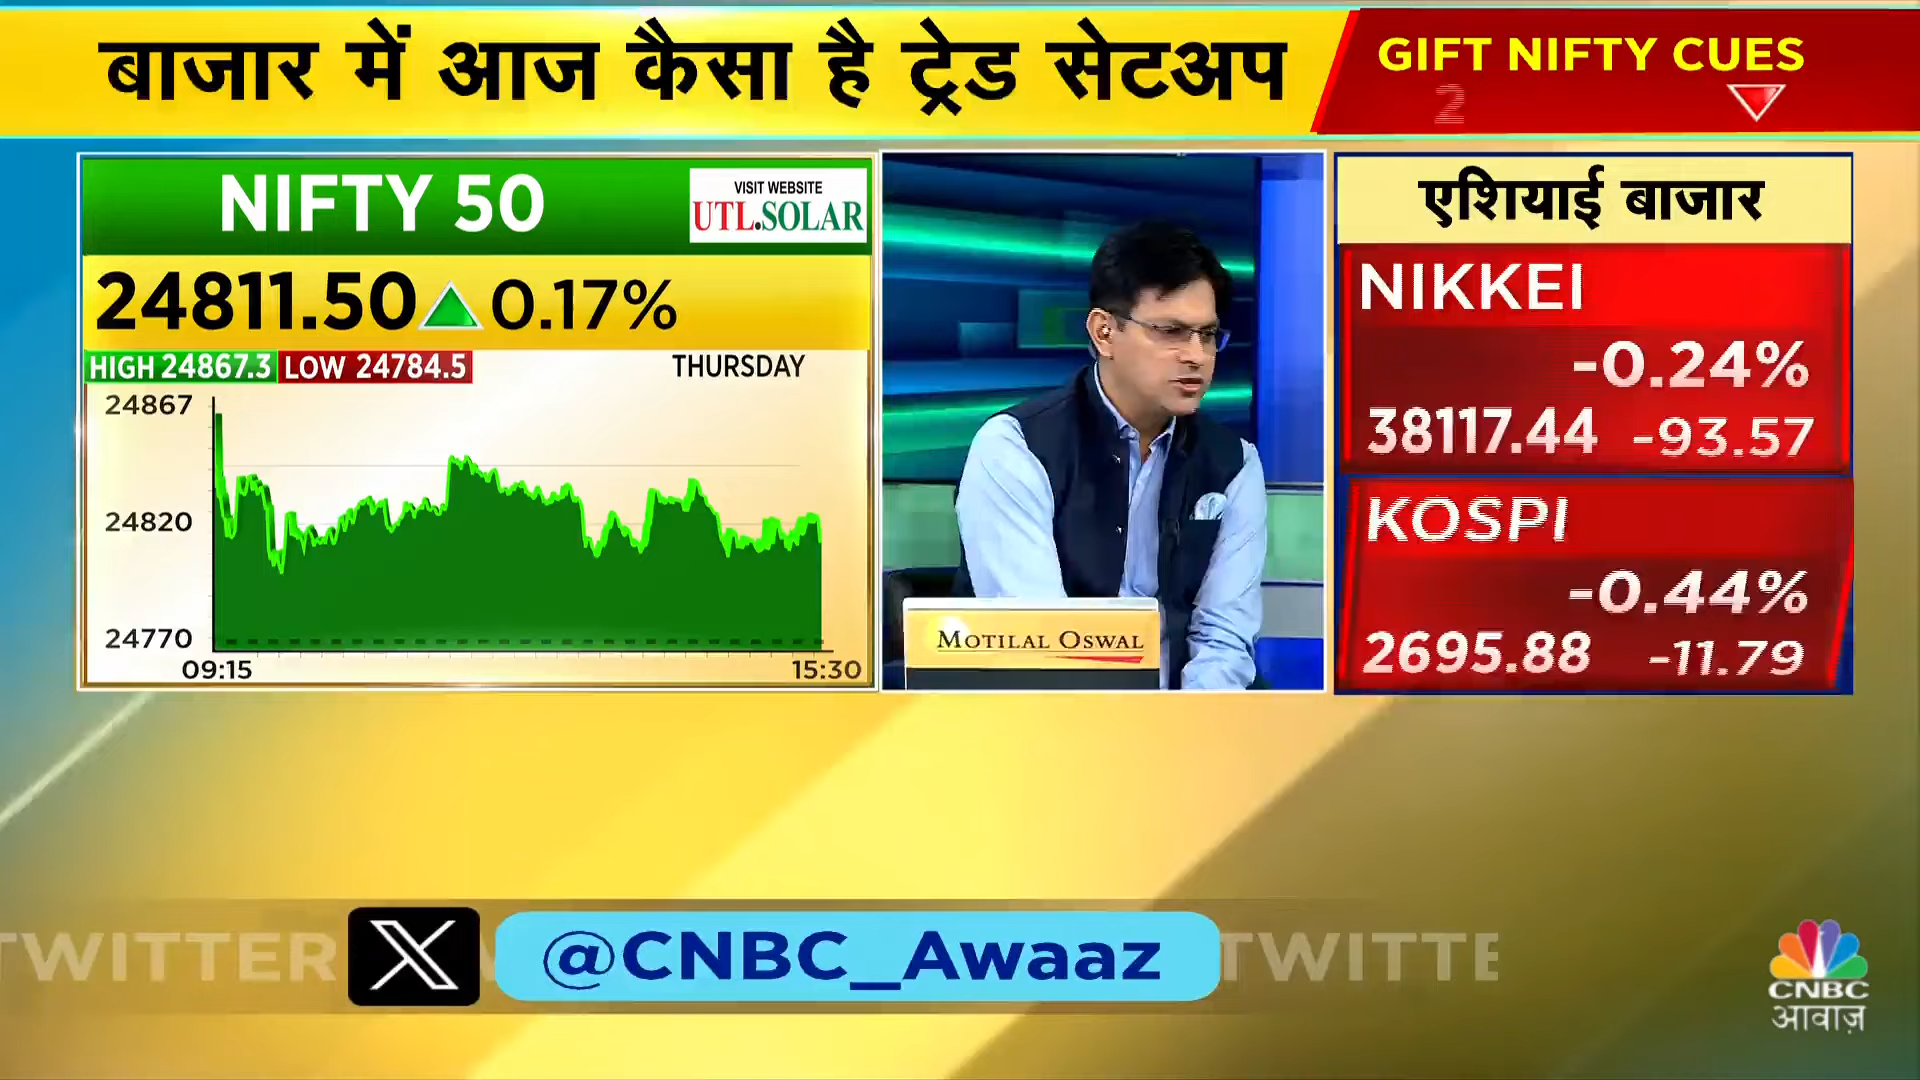 बाजार में आज कैसा है ट्रेड सेटअप
GIFT NIFTY CUES
2
NIFTY 50
VISIT WEBSITE
UTL.SOLAR
24811.50 0.17%
HIGH 24867.3 LOW 24784.5 THURSDAY
24867
24820
24770
09:15 15:30
MOTILAL OSWAL
एशियाई बाजार
NIKKEI
-0.24%
38117.44 -93.57
KOSPI
-0.44%
2695.88 -11.79
TWITTER
@CNBC_Awaaz
TWITTE
CNBC
आवाज़